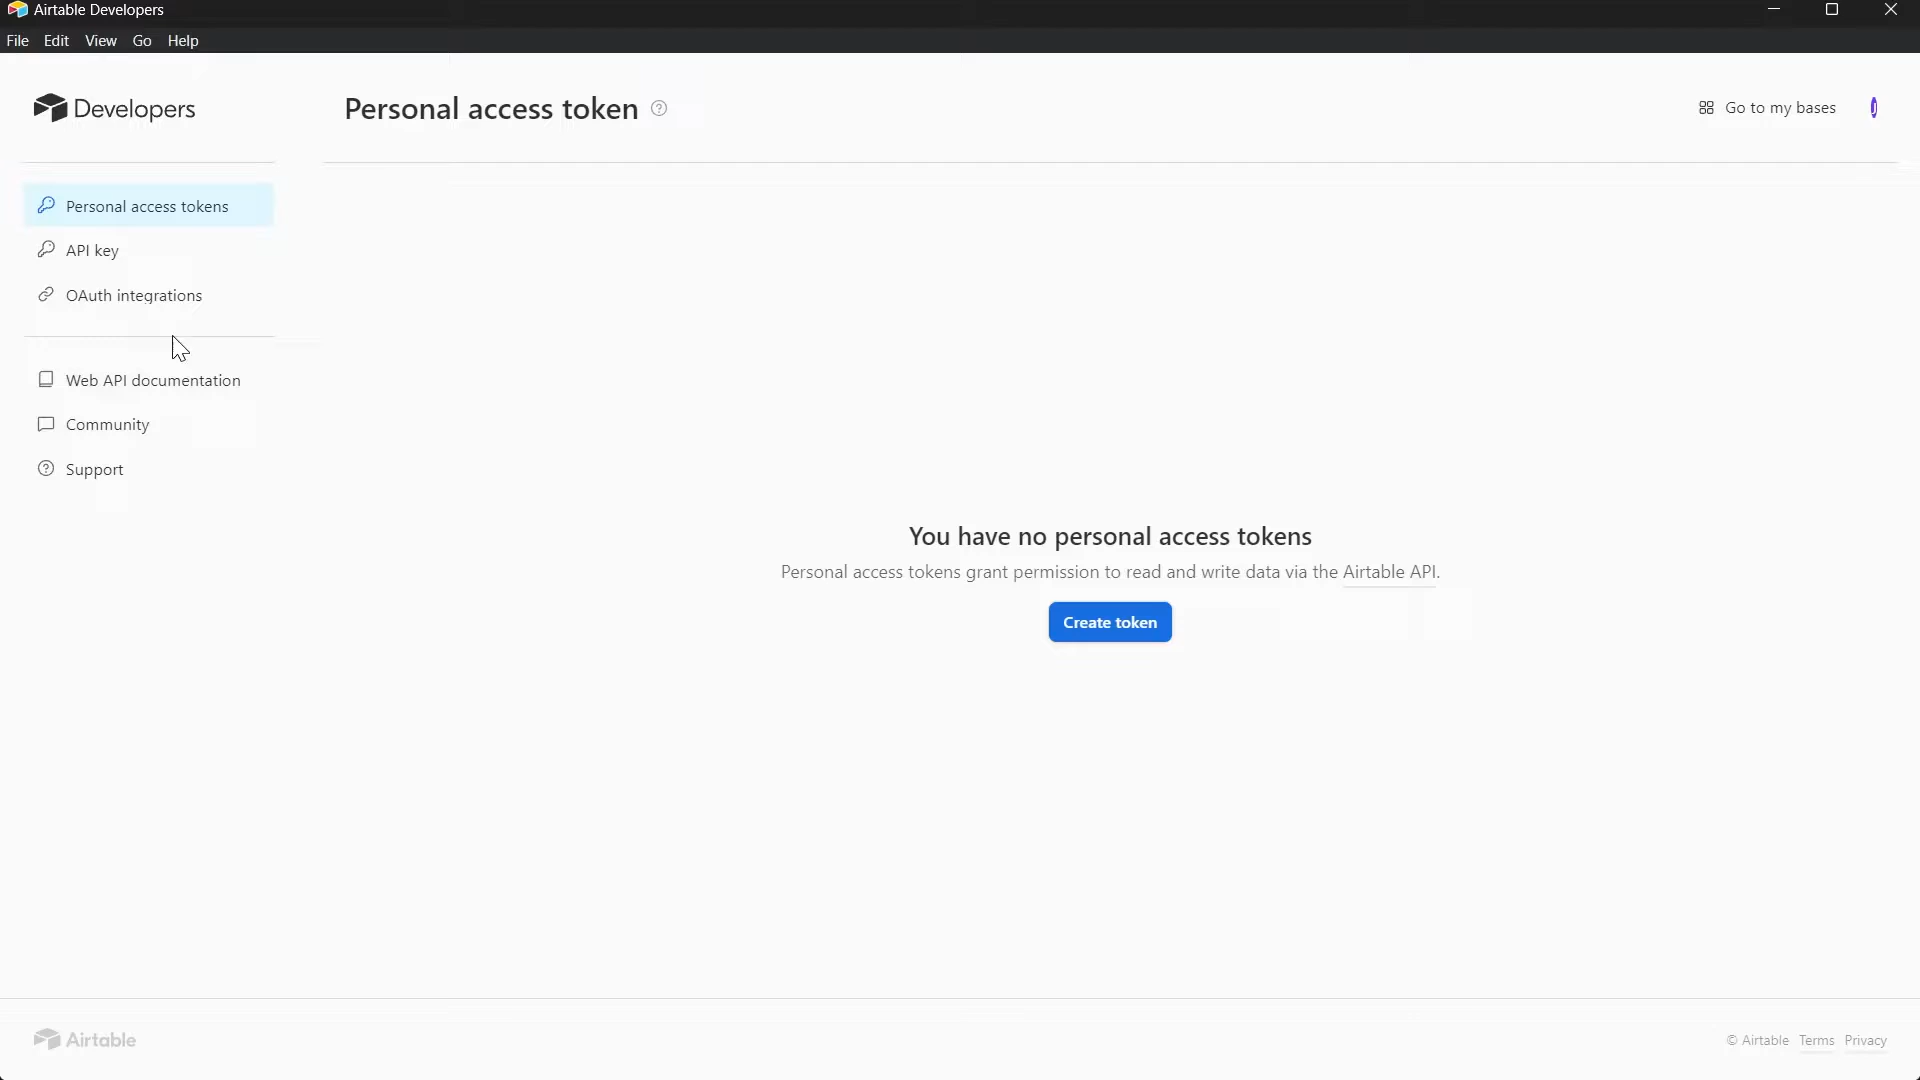 Airtable Developers
File Edit View Go Help
Developers
Personal access token
Go to my bases
Personal access tokens
API key
OAuth integrations
Web API documentation
Community
Support
You have no personal access tokens
Personal access tokens grant permission to read and write data via the Airtable API.
Create token
Airtable
© Airtable Terms Privacy